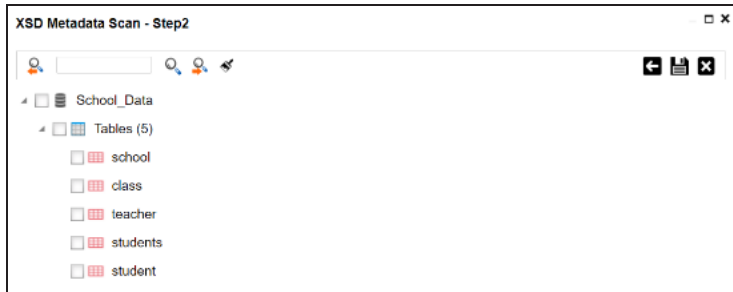 XSD Metadata Scan - Step2
School_Data
Tables (5)
school
class
teacher
students
student